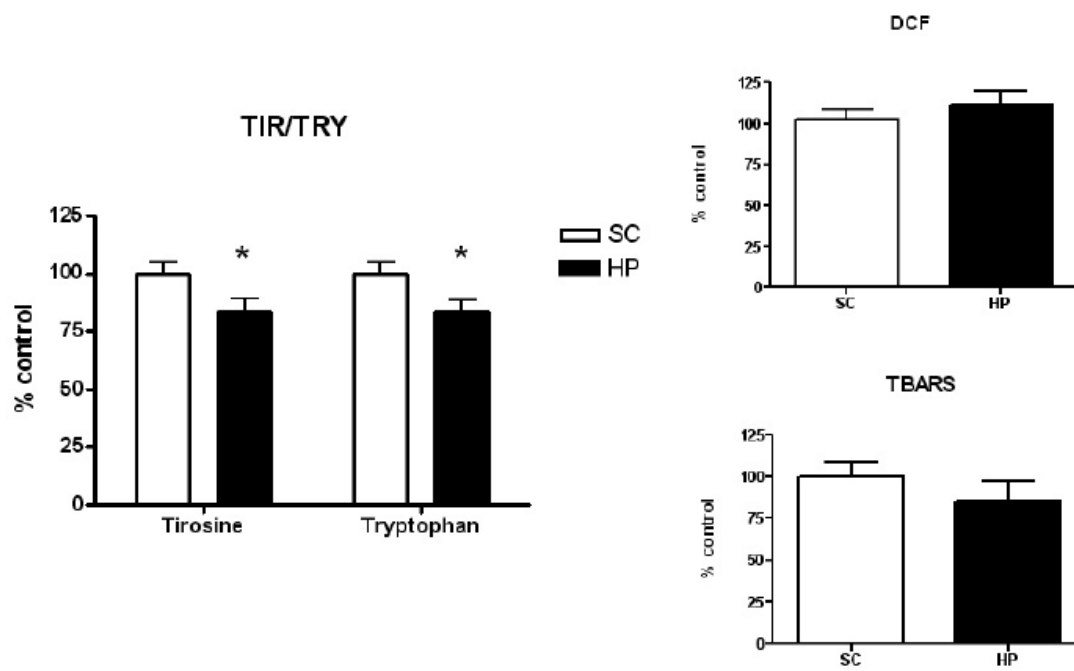 TIR/TRY
% control
125
100
75
50
25
0
*
*
Tirosine
Tryptophan
SC
HP
DCF
% control
125
100
75
50
25
0
SC
HP
TBARS
% control
125
100
75
50
25
0
SC
HP